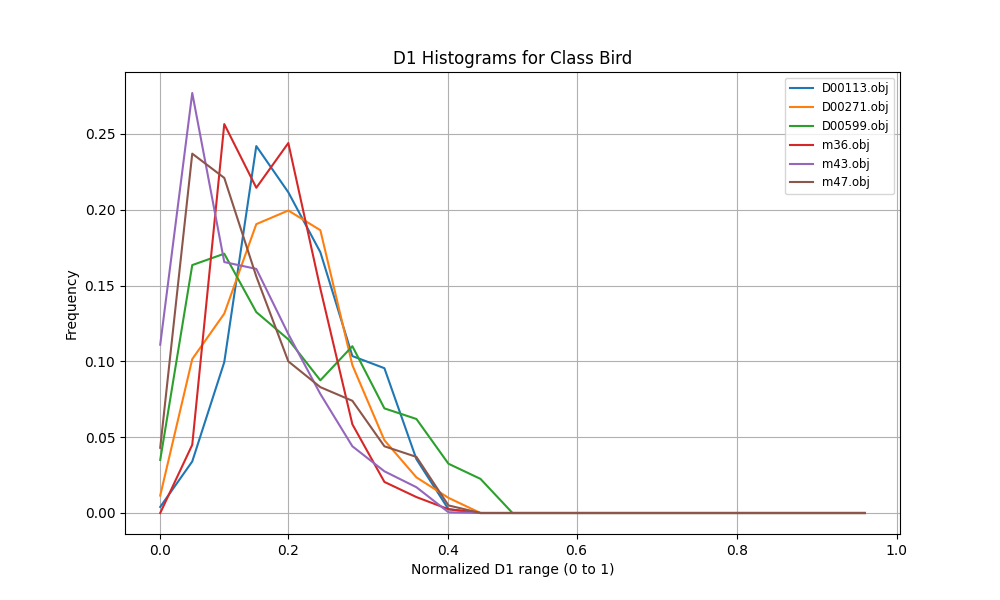 D1 Histograms for Class Bird
D00113.obj
D00271.obj
D00599.obj
m36.obj
m43.obj
m47.obj
Frequency
0.25
0.20
0.15
0.10
0.05
0.00
0.0 0.2 0.4 0.6 0.8 1.0
Normalized D1 range (0 to 1)